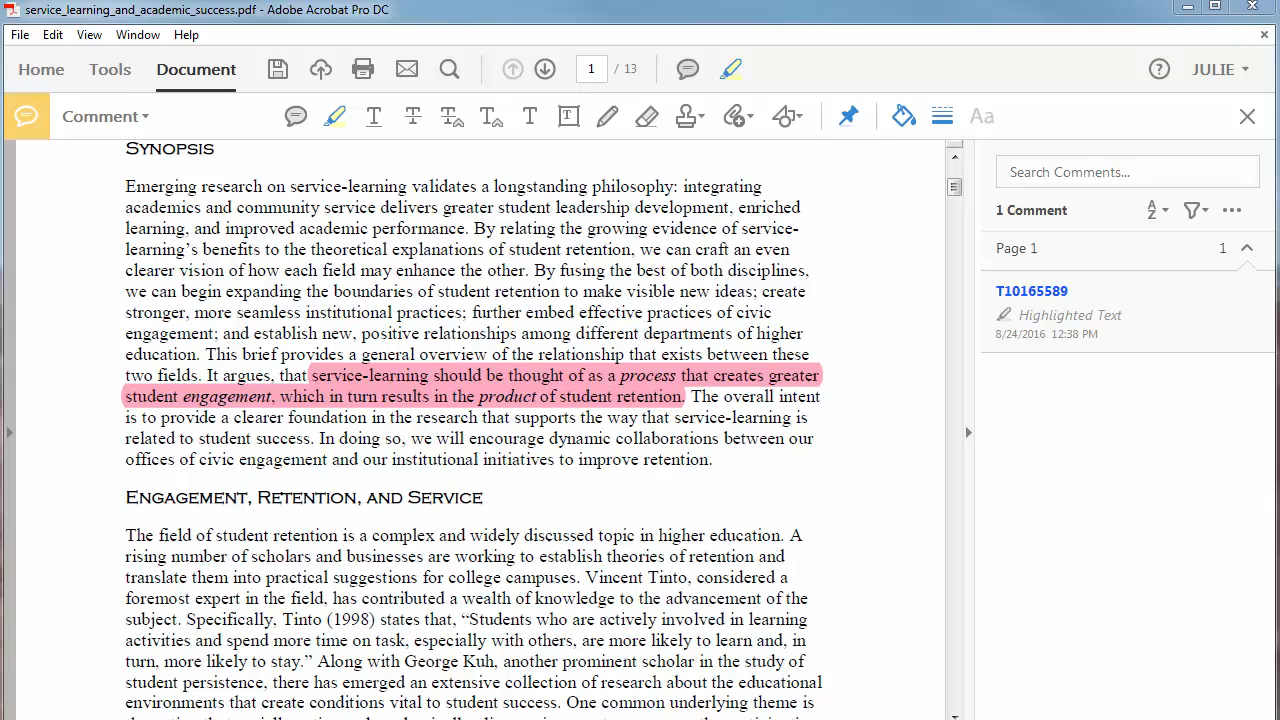 service_learning_and_academic_success.pdf - Adobe Acrobat Pro DC
File Edit View Window Help
Home Tools Document 1 / 13 JULIE
Comment
Synopsis
Emerging research on service-learning validates a longstanding philosophy: integrating
academics and community service delivers greater student leadership development, enriched
learning, and improved academic performance. By relating the growing evidence of service-
learning’s benefits to the theoretical explanations of student retention, we can craft an even
clearer vision of how each field may enhance the other. By fusing the best of both disciplines,
we can begin expanding the boundaries of student retention to make visible new ideas; create
stronger, more seamless institutional practices; further embed effective practices of civic
engagement; and establish new, positive relationships among different departments of higher
education. This brief provides a general overview of the relationship that exists between these
two fields. It argues, that service-learning should be thought of as a process that creates greater
student engagement, which in turn results in the product of student retention. The overall intent
is to provide a clearer foundation in the research that supports the way that service-learning is
related to student success. In doing so, we will encourage dynamic collaborations between our
offices of civic engagement and our institutional initiatives to improve retention.
Engagement, Retention, and Service
The field of student retention is a complex and widely discussed topic in higher education. A
rising number of scholars and businesses are working to establish theories of retention and
translate them into practical suggestions for college campuses. Vincent Tinto, considered a
foremost expert in the field, has contributed a wealth of knowledge to the advancement of the
subject. Specifically, Tinto (1998) states that, “Students who are actively involved in learning
activities and spend more time on task, especially with others, are more likely to learn and, in
turn, more likely to stay.” Along with George Kuh, another prominent scholar in the study of
student persistence, there has emerged an extensive collection of research about the educational
environments that create conditions vital to student success. One common underlying theme is
Search Comments...
1 Comment
Page 1 1
T10165589
Highlighted Text
8/24/2016 12:38 PM